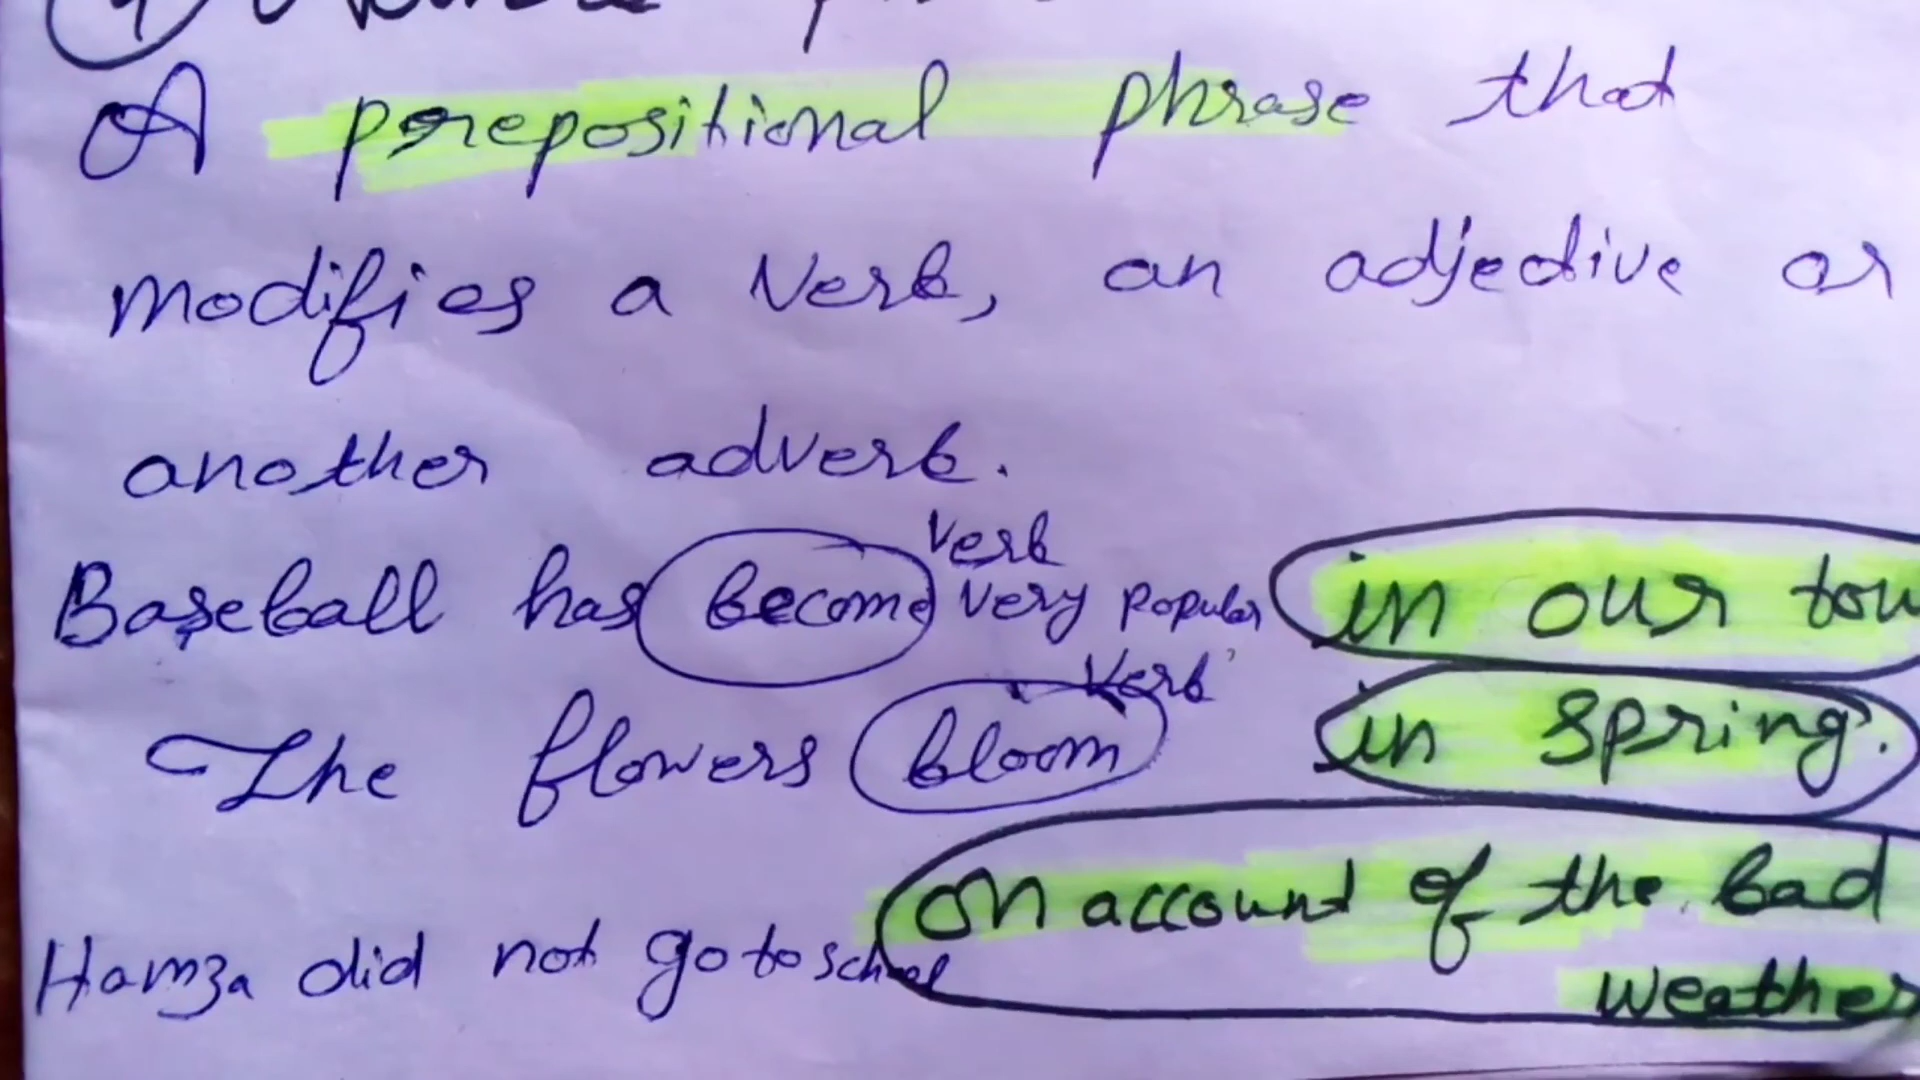 A prepositional phrase that
modifies a verb, an adjective or
another adverb.
verb
Baseball has become very popular in our
verb
The flowers bloom in spring.
on account of the bad
Hamza did not go to school
weather